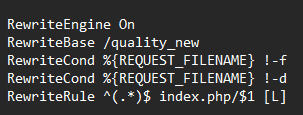 RewriteEngine On
RewriteBase /quality_new
RewriteCond %{REQUEST_FILENAME} !-f
RewriteCond %{REQUEST_FILENAME} !-d
RewriteRule ^(.*)$ index.php/$1 [L]